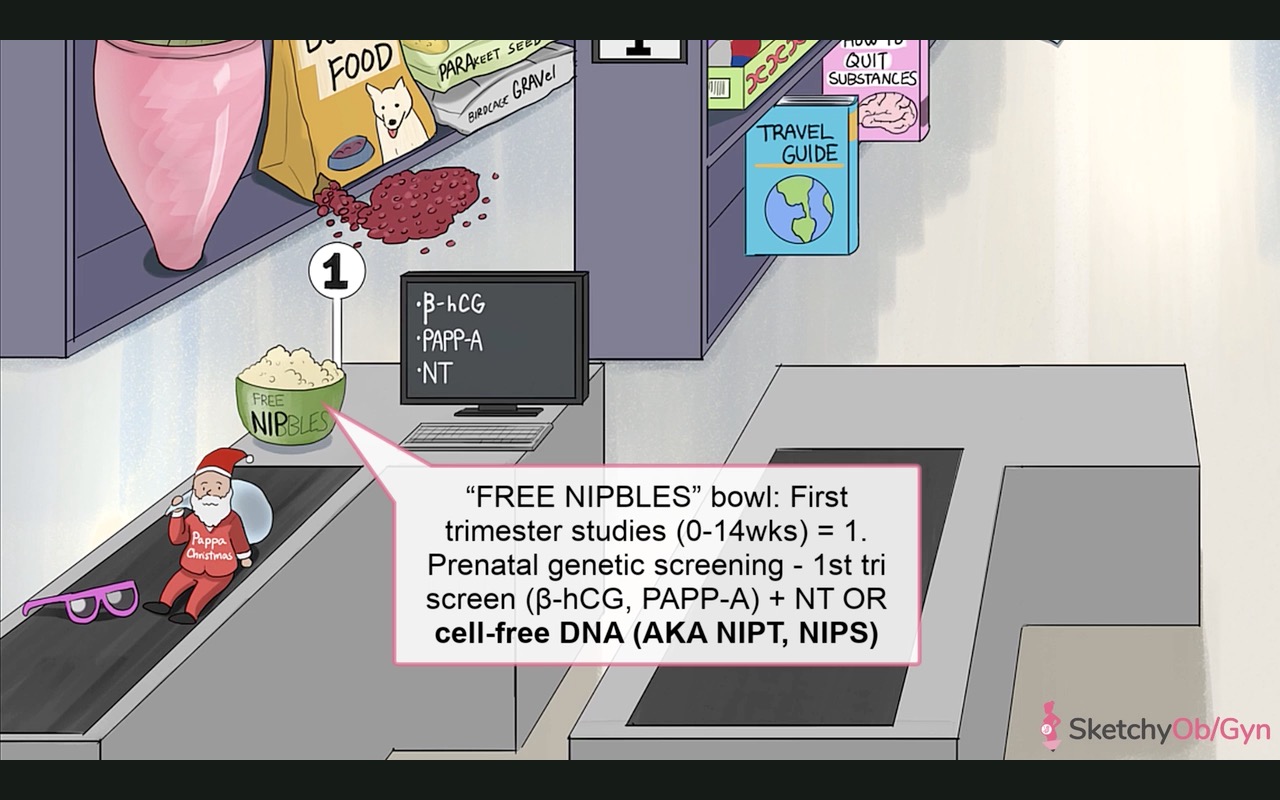 FOOD
PARAkeet SEED
BIRDCAGE GRAVel
1
HOW TO
QUIT
SUBSTANCES
TRAVEL
GUIDE
1
·β-hCG
·PAPP-A
·NT
FREE
NIPBLES
Pappa
Christmas
“FREE NIPBLES” bowl: First
trimester studies (0-14wks) = 1.
Prenatal genetic screening - 1st tri
screen (β-hCG, PAPP-A) + NT OR
cell-free DNA (AKA NIPT, NIPS)
SketchyOb/Gyn